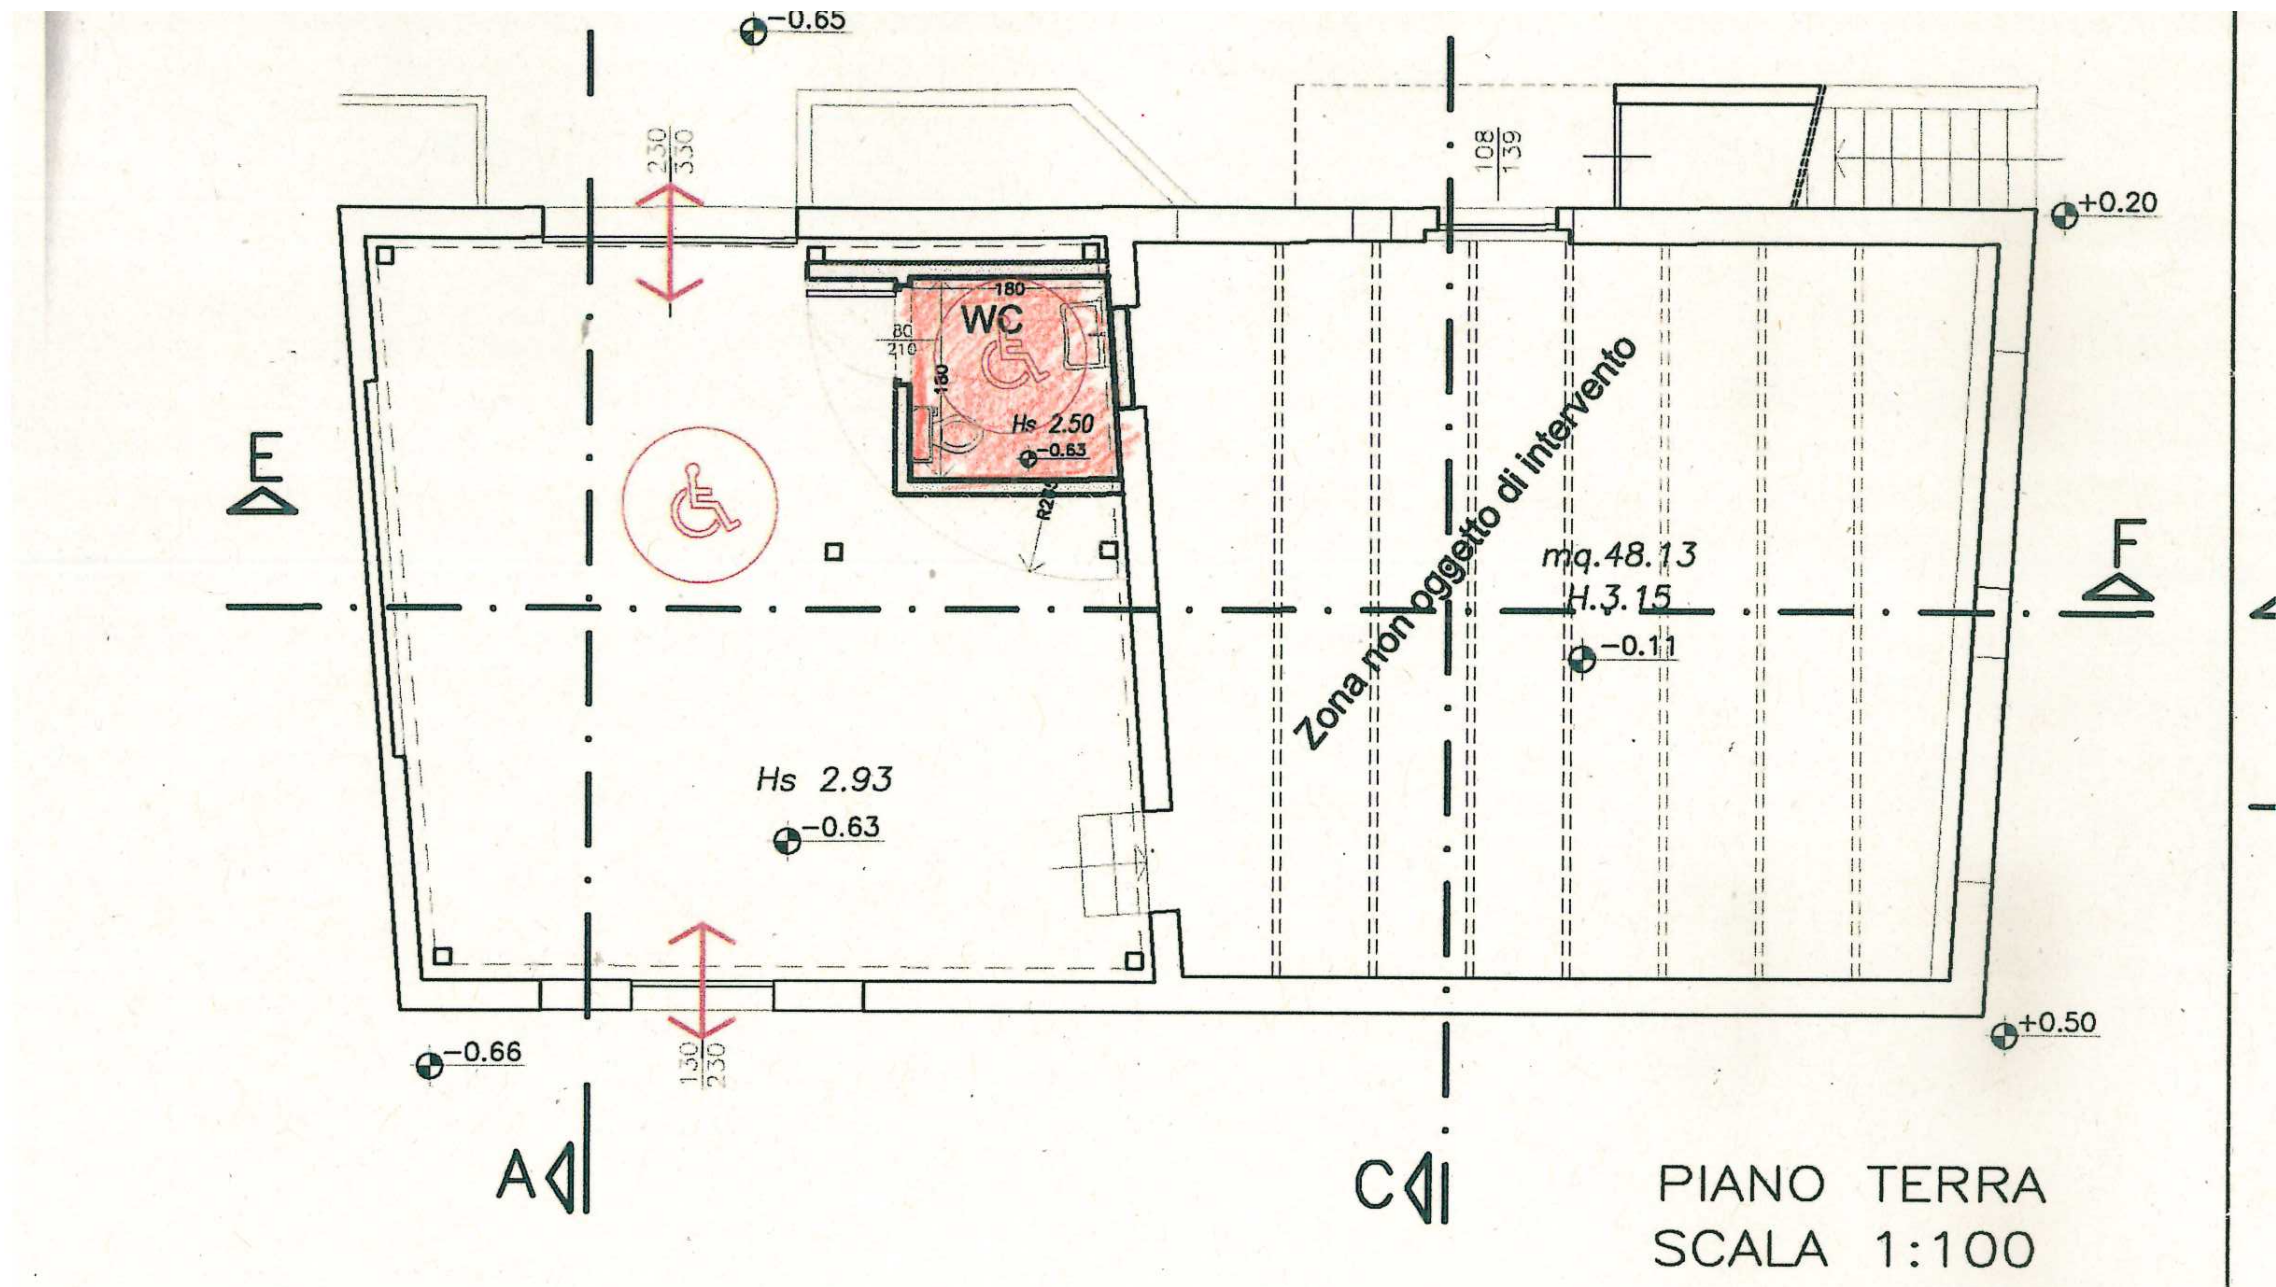 -0.65
230
330
108
139
+0.20
180
WC
80
210
180
Hs 2.50
-0.63
E
Zona non oggetto di intervento
mq.48.13
H.3.15
-0.11
F
Hs 2.93
-0.63
-0.66
130
230
+0.50
A
C
PIANO TERRA
SCALA 1:100